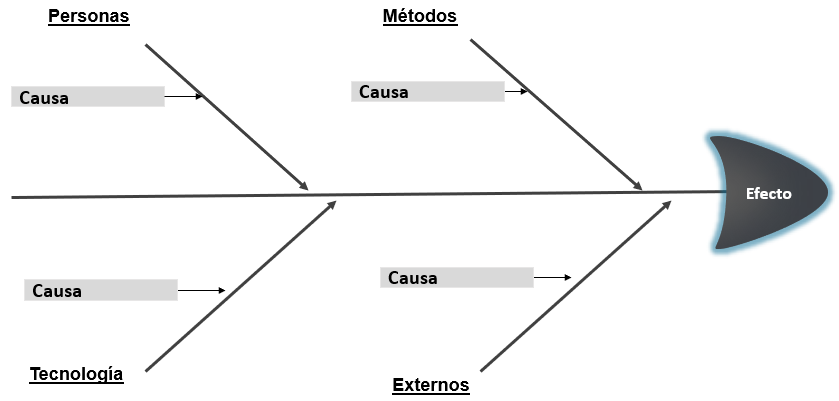 Personas
Métodos
Causa
Causa
Efecto
Causa
Causa
Tecnología
Externos